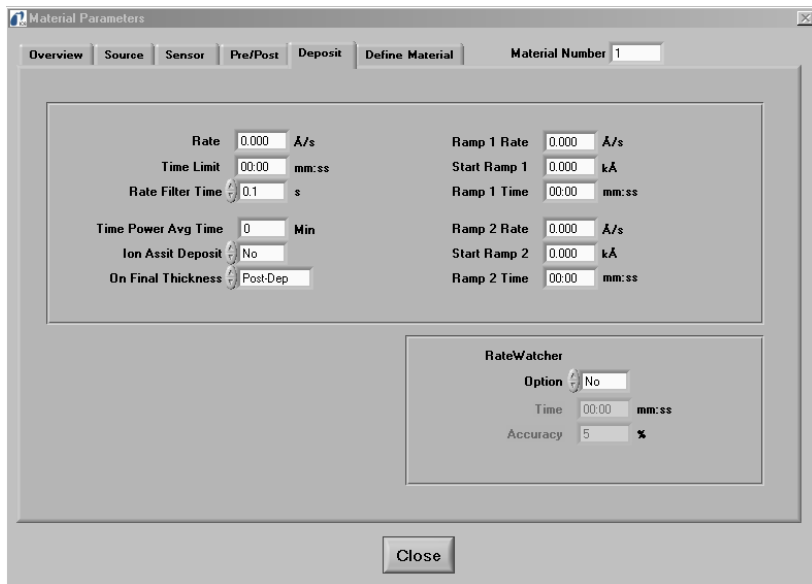 Material Parameters
Overview Source Sensor Pre/Post Deposit Define Material Material Number 1
Rate 0.000 Å/s
Time Limit 00:00 mm:ss
Rate Filter Time 0.1 s
Time Power Avg Time 0 Min
Ion Assit Deposit No
On Final Thickness Post-Dep
Ramp 1 Rate 0.000 Å/s
Start Ramp 1 0.000 kÅ
Ramp 1 Time 00:00 mm:ss
Ramp 2 Rate 0.000 Å/s
Start Ramp 2 0.000 kÅ
Ramp 2 Time 00:00 mm:ss
RateWatcher
Option No
Time 00:00 mm:ss
Accuracy 5 %
Close